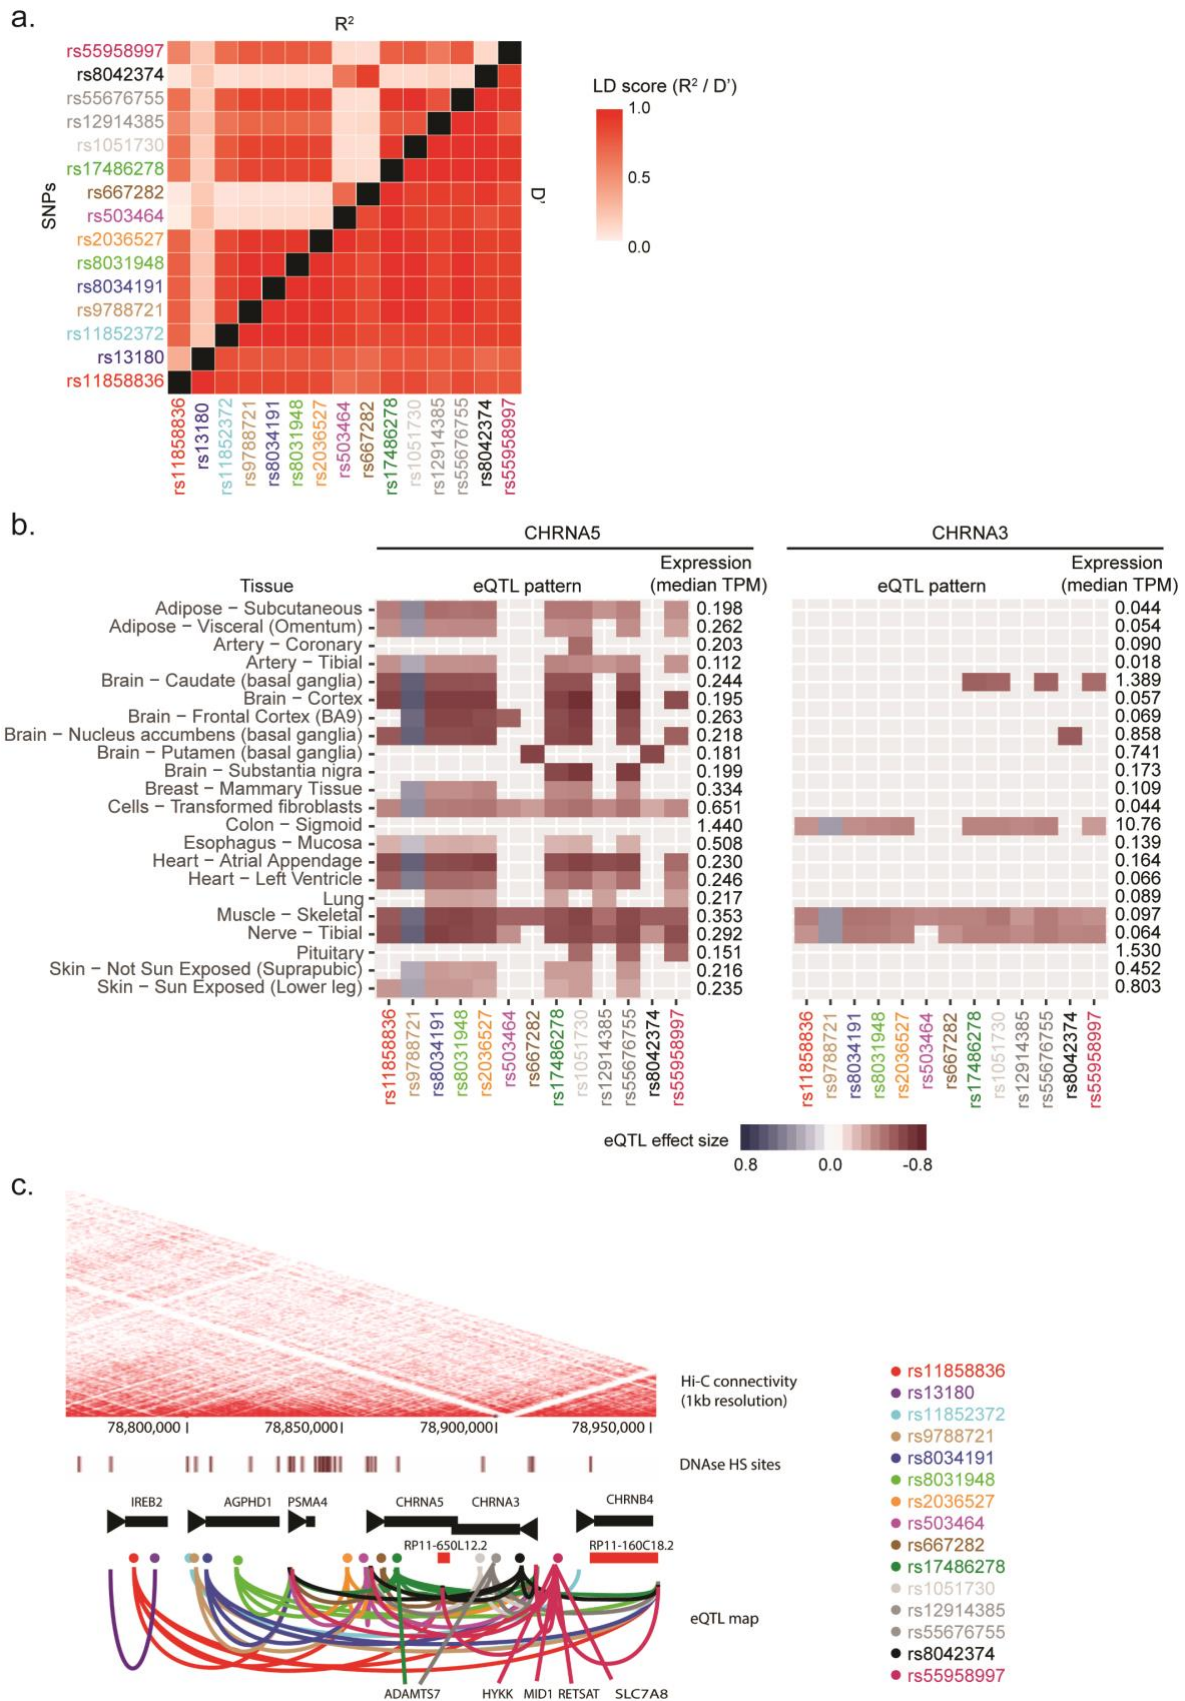 a.
R²
rs55958997
rs8042374
rs55676755
rs12914385
rs1051730
rs17486278
rs667282
rs503464
rs2036527
rs8031948
rs8034191
rs9788721
rs11852372
rs13180
rs11858836
SNPs
D'
LD score (R² / D')
1.0
0.5
0.0
rs11858836
rs13180
rs11852372
rs9788721
rs8034191
rs8031948
rs2036527
rs503464
rs667282
rs17486278
rs1051730
rs12914385
rs55676755
rs8042374
rs55958997
b.
CHRNA5
CHRNA3
Tissue
eQTL pattern
Expression
(median TPM)
eQTL pattern
Expression
(median TPM)
Adipose – Subcutaneous 0.198 0.044
Adipose – Visceral (Omentum) 0.262 0.054
Artery – Coronary 0.203 0.090
Artery – Tibial 0.112 0.018
Brain – Caudate (basal ganglia) 0.244 1.389
Brain – Cortex 0.195 0.057
Brain – Frontal Cortex (BA9) 0.263 0.069
Brain – Nucleus accumbens (basal ganglia) 0.218 0.858
Brain – Putamen (basal ganglia) 0.181 0.741
Brain – Substantia nigra 0.199 0.173
Breast – Mammary Tissue 0.334 0.109
Cells – Transformed fibroblasts 0.651 0.044
Colon – Sigmoid 1.440 10.76
Esophagus – Mucosa 0.508 0.139
Heart – Atrial Appendage 0.230 0.164
Heart – Left Ventricle 0.246 0.066
Lung 0.217 0.089
Muscle – Skeletal 0.353 0.097
Nerve – Tibial 0.292 0.064
Pituitary 0.151 1.530
Skin – Not Sun Exposed (Suprapubic) 0.216 0.452
Skin – Sun Exposed (Lower leg) 0.235 0.803
rs11858836
rs9788721
rs8034191
rs8031948
rs2036527
rs503464
rs667282
rs17486278
rs1051730
rs12914385
rs55676755
rs8042374
rs55958997
rs11858836
rs9788721
rs8034191
rs8031948
rs2036527
rs503464
rs667282
rs17486278
rs1051730
rs12914385
rs55676755
rs8042374
rs55958997
eQTL effect size
0.8 0.0 -0.8
c.
Hi-C connectivity
(1kb resolution)
78,800,000 78,850,000 78,900,000 78,950,000
DNAse HS sites
IREB2 AGPHD1 PSMA4 CHRNA5 CHRNA3 CHRNB4
RP11-650L12.2 RP11-160C18.2
eQTL map
ADAMTS7 HYKK MID1 RETSAT SLC7A8
rs11858836
rs13180
rs11852372
rs9788721
rs8034191
rs8031948
rs2036527
rs503464
rs667282
rs17486278
rs1051730
rs12914385
rs55676755
rs8042374
rs55958997